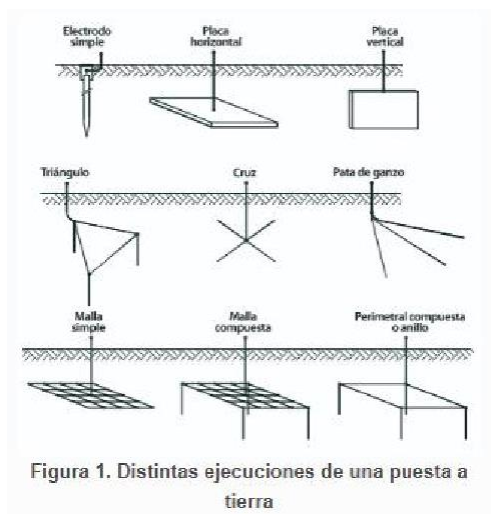 Electrodo
simple
Placa
horizontal
Placa
vertical
Triángulo
Cruz
Pata de ganzo
Malla
simple
Malla
compuesta
Perimetral compuesta
o anillo
Figura 1. Distintas ejecuciones de una puesta a
tierra